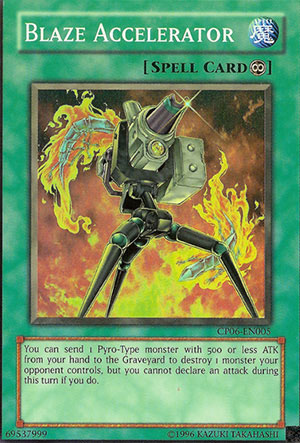 BLAZE ACCELERATOR
魔
[SPELL CARD∞]
CP06-EN005
You can send 1 Pyro-Type monster with 500 or less ATK
from your hand to the Graveyard to destroy 1 monster your
opponent controls, but you cannot declare an attack during
this turn if you do.
69537999
©1996 KAZUKI TAKAHASHI